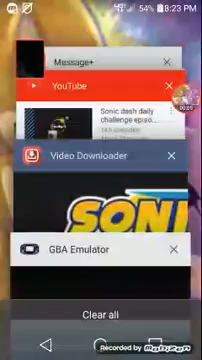 54% 8:23 PM
Message+
YouTube
Sonic dash daily
challenge episo...
Video Downloader
SONI
GBA Emulator
Clear all
Recorded by Mobizen